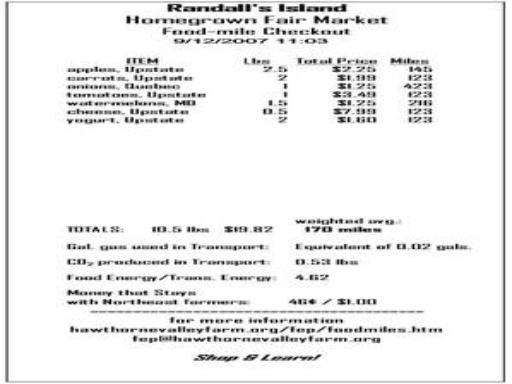 Randall's Island
Homegrown Fair Market
Food-mile Checkout
9/12/2007 11:03
ITEM Lbs Total Price Miles
apples, Upstate 2.5 $2.25 145
carrots, Upstate 2 $1.99 123
onions, Quebec 1 $1.25 423
tomatoes, Upstate 1 $3.49 123
watermelons, MD 1.5 $1.25 216
cheese, Upstate 0.5 $7.99 123
yogurt, Upstate 2 $1.60 123
weighted avg.:
TOTALS: 10.5 lbs $19.82 170 miles
Gal. gas used in Transport: Equivalent of 0.02 gals.
CO₂ produced in Transport: 0.53 lbs
Food Energy/Trans. Energy: 4.62
Money that Stays
with Northeast farmers: 46¢ / $1.00
for more information
hawthornevalleyfarm.org/fep/foodmiles.htm
fep@hawthornevalleyfarm.org
Shop & Learn!